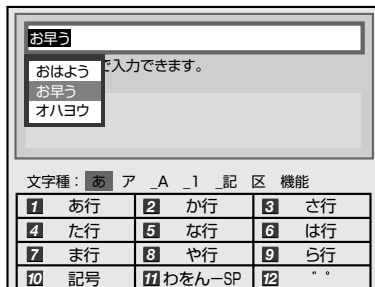 お早う
で入力できます。
おはよう
お早う
オハヨウ
文字種： あ ア _A _1 _記 区 機能
1 あ行 2 か行 3 さ行
4 た行 5 な行 6 は行
7 ま行 8 や行 9 ら行
10 記号 11 わをんーSP 12 ゛゜